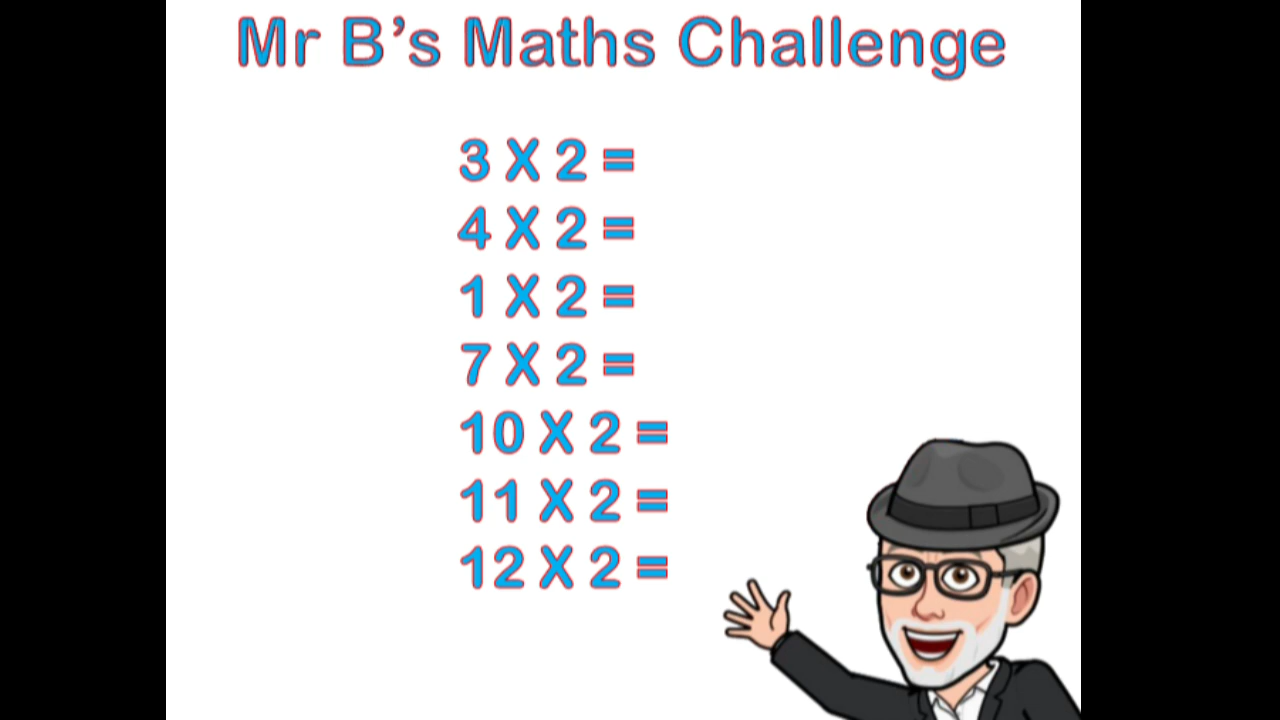 Mr B’s Maths Challenge
3 X 2 =
4 X 2 =
1 X 2 =
7 X 2 =
10 X 2 =
11 X 2 =
12 X 2 =